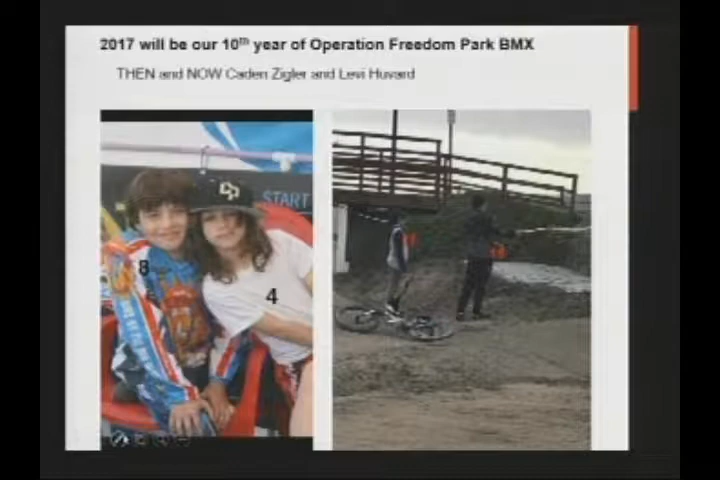 2017 will be our 10th year of Operation Freedom Park BMX
THEN and NOW Caden Zigler and Levi Huvard
START
8
4